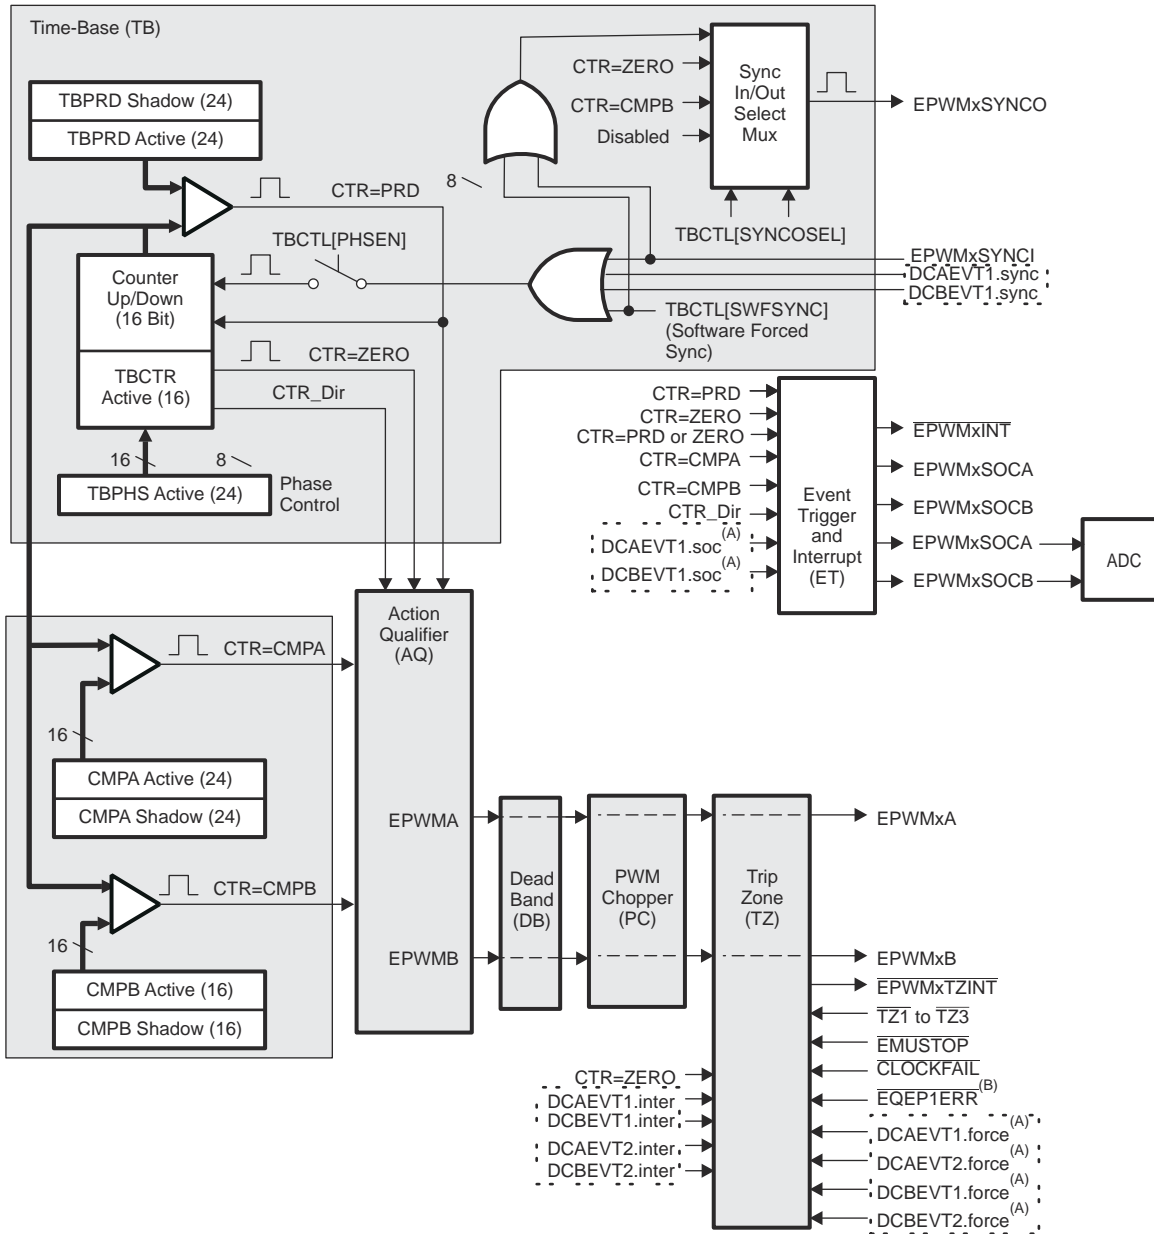 Time-Base (TB)
TBPRD Shadow (24)
TBPRD Active (24)
CTR=PRD
8
CTR=ZERO
CTR=CMPB
Disabled
Sync
In/Out
Select
Mux
EPWMxSYNCO
TBCTL[SYNCOSEL]
TBCTL[PHSEN]
EPWMxSYNCI
DCAEVT1.sync
DCBEVT1.sync
TBCTL[SWFSYNC]
(Software Forced
Sync)
Counter
Up/Down
(16 Bit)
TBCTR
Active (16)
CTR=ZERO
CTR_Dir
16
8
TBPHS Active (24)
Phase
Control
CTR=PRD
CTR=ZERO
CTR=PRD or ZERO
CTR=CMPA
CTR=CMPB
CTR_Dir
DCAEVT1.soc(A)
DCBEVT1.soc(A)
Event
Trigger
and
Interrupt
(ET)
EPWMxINT
EPWMxSOCA
EPWMxSOCB
EPWMxSOCA
EPWMxSOCB
ADC
Action
Qualifier
(AQ)
CTR=CMPA
16
CMPA Active (24)
CMPA Shadow (24)
CTR=CMPB
16
CMPB Active (16)
CMPB Shadow (16)
EPWMA
EPWMB
Dead
Band
(DB)
PWM
Chopper
(PC)
Trip
Zone
(TZ)
EPWMxA
EPWMxB
EPWMxTZINT
TZ1 to TZ3
EMUSTOP
CLOCKFAIL
EQEP1ERR(B)
DCAEVT1.force(A)
DCAEVT2.force(A)
DCBEVT1.force(A)
DCBEVT2.force(A)
CTR=ZERO
DCAEVT1.inter
DCBEVT1.inter
DCAEVT2.inter
DCBEVT2.inter